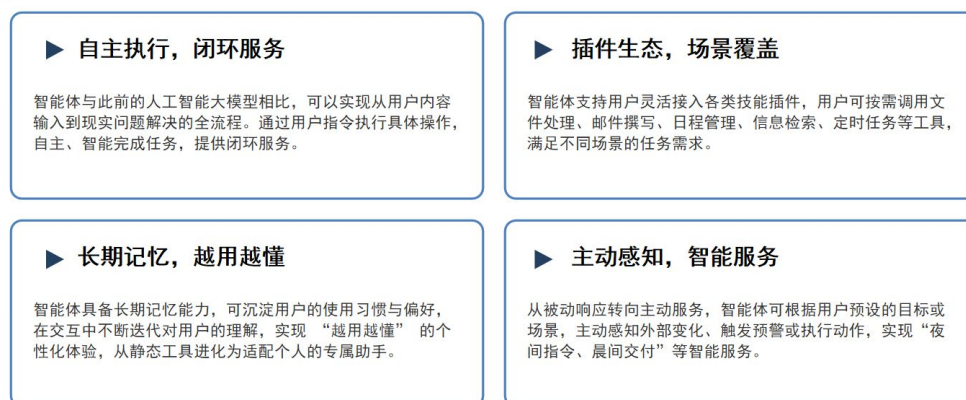 自主执行，闭环服务
智能体与此前的人工智能大模型相比，可以实现从用户内容
输入到现实问题解决的全流程。通过用户指令执行具体操作，
自主、智能完成任务，提供闭环服务。
插件生态，场景覆盖
智能体支持用户灵活接入各类技能插件，用户可按需调用文
件处理、邮件撰写、日程管理、信息检索、定时任务等工具，
满足不同场景的任务需求。
长期记忆，越用越懂
智能体具备长期记忆能力，可沉淀用户的使用习惯与偏好，
在交互中不断迭代对用户的理解，实现 “越用越懂” 的个
性化体验，从静态工具进化为适配个人的专属助手。
主动感知，智能服务
从被动响应转向主动服务，智能体可根据用户预设的目标或
场景，主动感知外部变化、触发预警或执行动作，实现“夜
间指令、晨间交付”等智能服务。